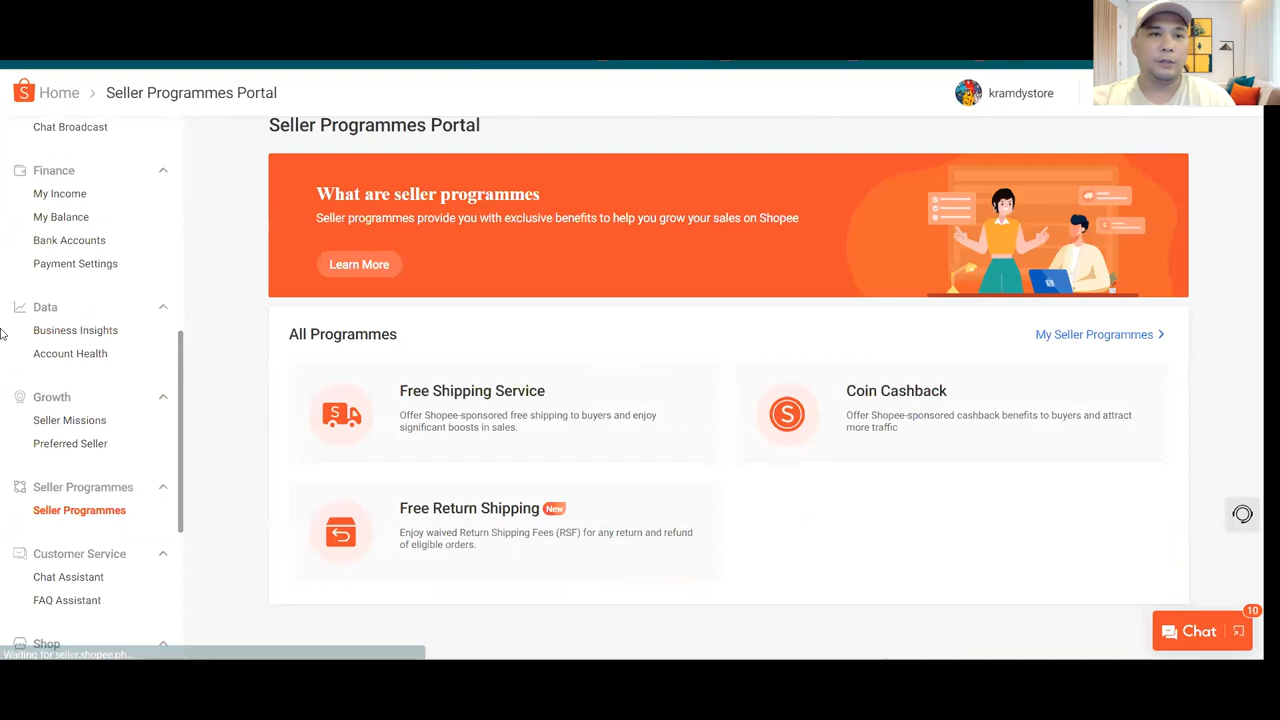 Home > Seller Programmes Portal
kramdystore
Chat Broadcast
Finance
My Income
My Balance
Bank Accounts
Payment Settings
Data
Business Insights
Account Health
Growth
Seller Missions
Preferred Seller
Seller Programmes
Seller Programmes
Customer Service
Chat Assistant
FAQ Assistant
Shop
Waiting for seller.shopee.ph...
Seller Programmes Portal
What are seller programmes
Seller programmes provide you with exclusive benefits to help you grow your sales on Shopee
Learn More
All Programmes
My Seller Programmes >
Free Shipping Service
Offer Shopee-sponsored free shipping to buyers and enjoy
significant boosts in sales.
Coin Cashback
Offer Shopee-sponsored cashback benefits to buyers and attract
more traffic
Free Return Shipping New
Enjoy waived Return Shipping Fees (RSF) for any return and refund
of eligible orders.
10
Chat